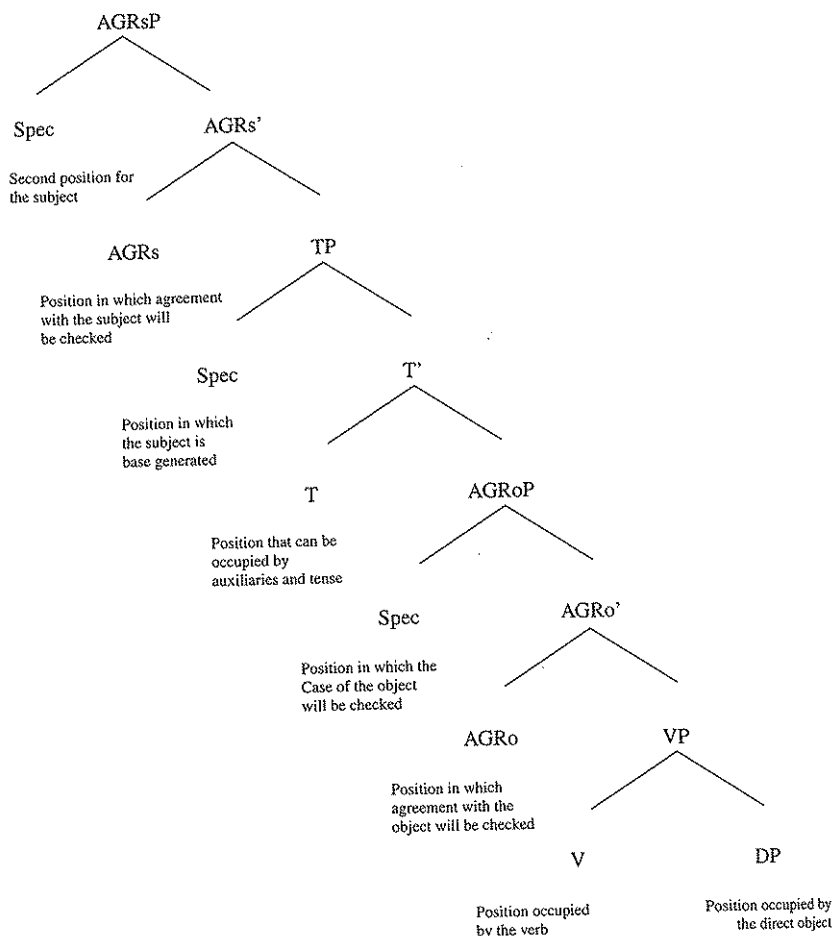 AGRsP
Spec
AGRs'
Second position for
the subject
AGRs
TP
Position in which agreement
with the subject will
be checked
Spec
T'
Position in which
the subject is
base generated
T
AGRoP
Position that can be
occupied by
auxiliaries and tense
Spec
AGRo'
Position in which the
Case of the object
will be checked
AGRo
VP
Position in which
agreement with the
object will be checked
V
DP
Position occupied
by the verb
Position occupied by
the direct object